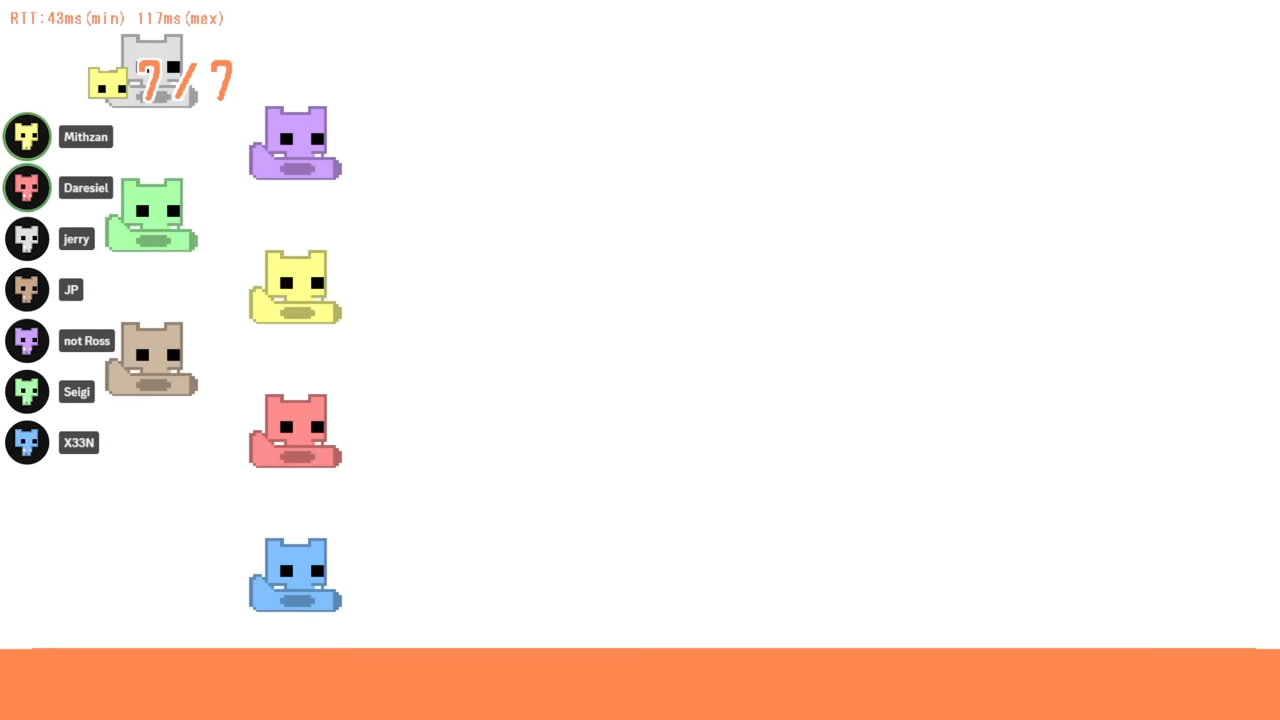 RTT:43ms(min) 117ms(max)
7/7
Mithzan
Daresiel
jerry
JP
not Ross
Seigi
X33N